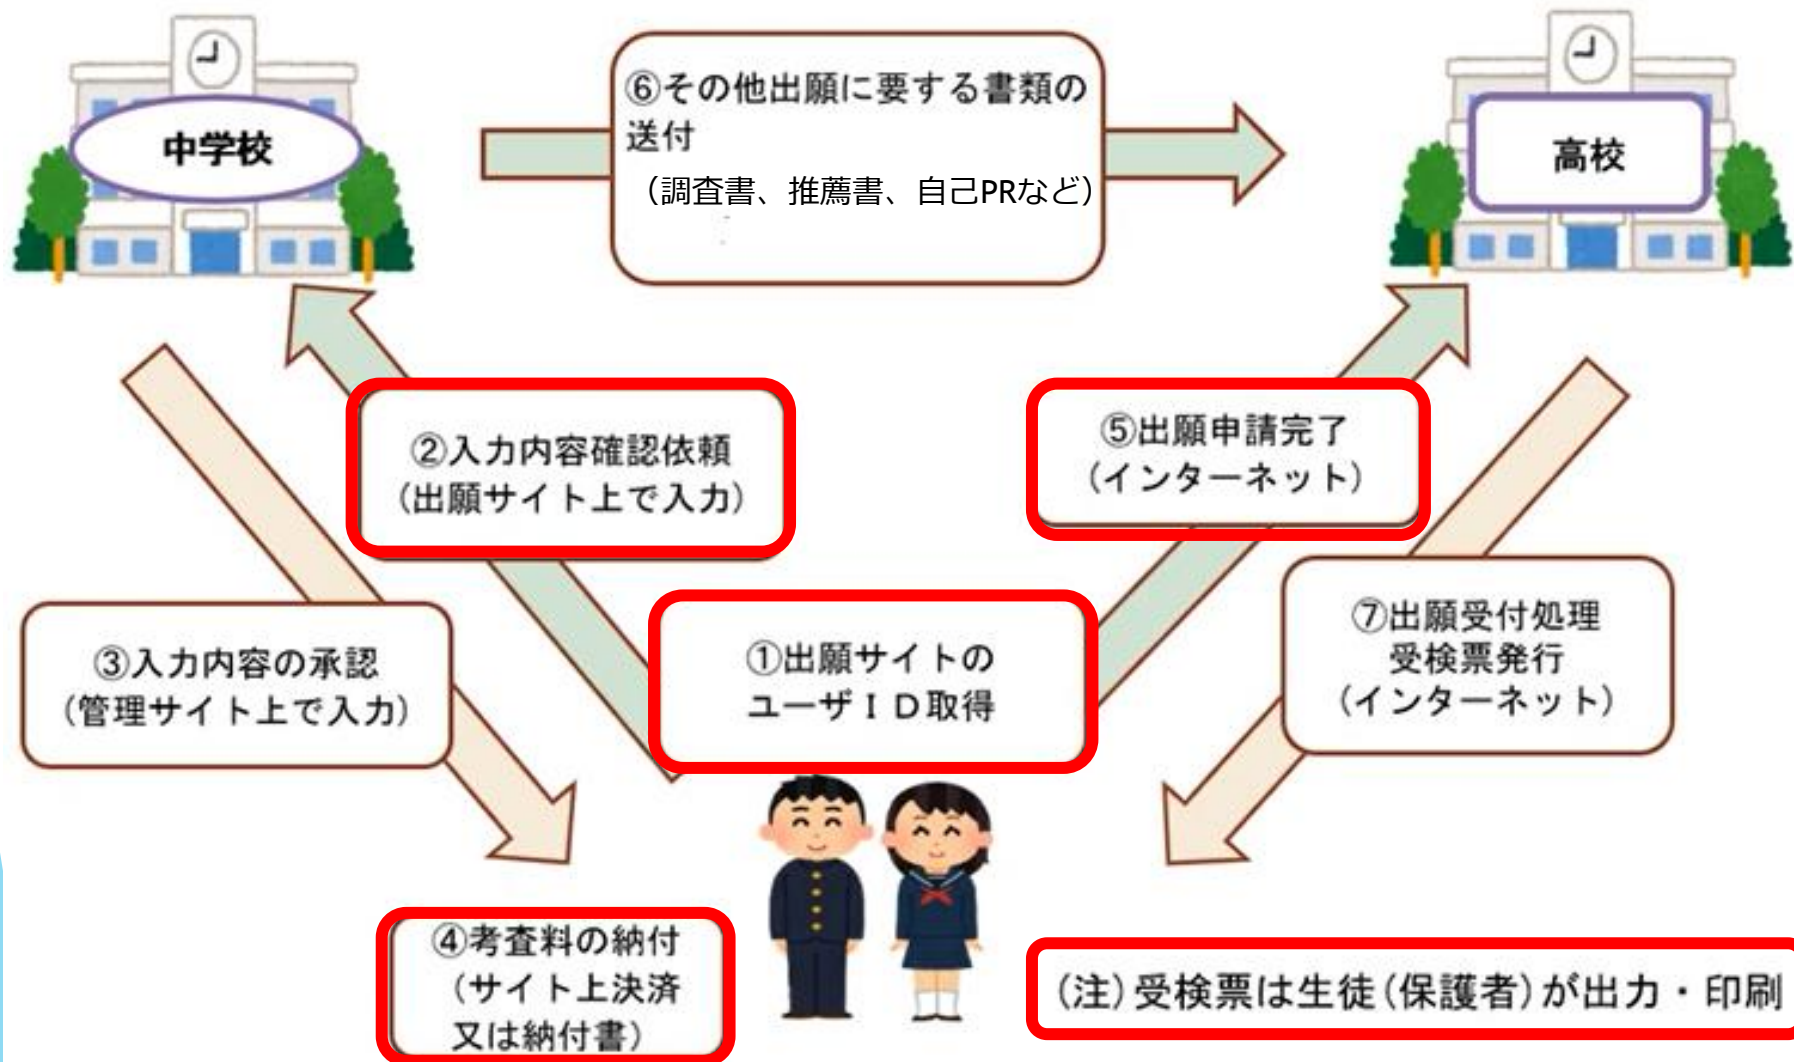 中学校
⑥その他出願に要する書類の
送付
（調査書、推薦書、自己PRなど）
高校
②入力内容確認依頼
（出願サイト上で入力）
⑤出願申請完了
（インターネット）
③入力内容の承認
（管理サイト上で入力）
①出願サイトの
ユーザＩＤ取得
⑦出願受付処理
受検票発行
（インターネット）
④考査料の納付
（サイト上決済
又は納付書）
（注）受検票は生徒（保護者）が出力・印刷